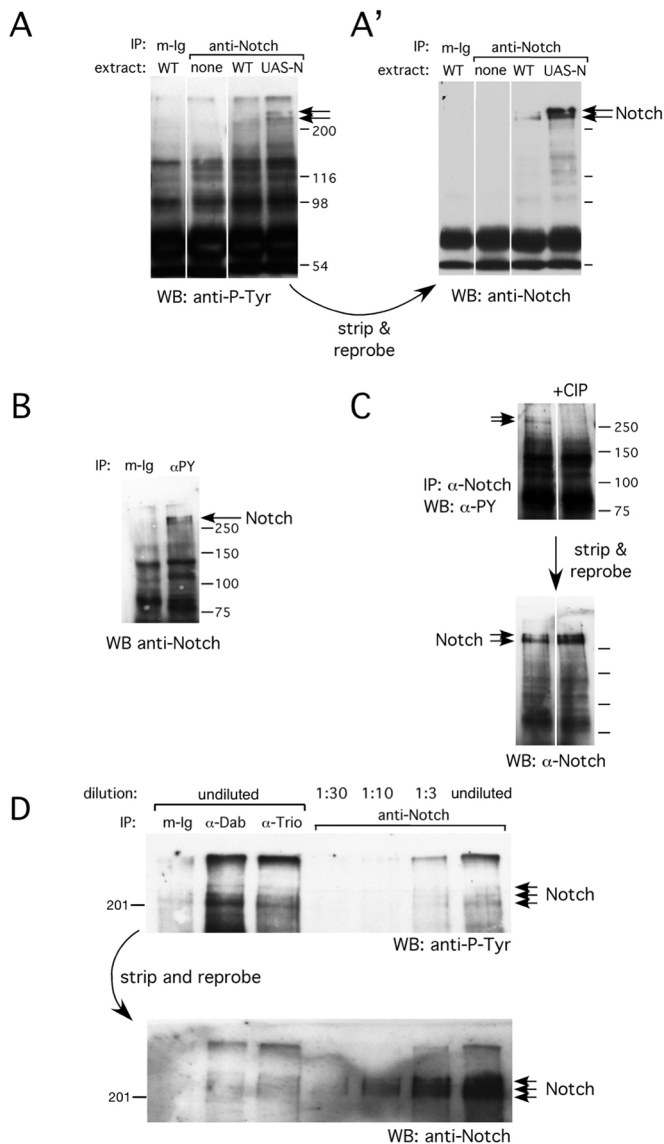 A
IP: m-Ig anti-Notch
extract: WT none WT UAS-N
200
116
98
54
WB: anti-P-Tyr
A'
IP: m-Ig anti-Notch
extract: WT none WT UAS-N
Notch
WB: anti-Notch
strip &
reprobe
B
IP: m-Ig αPY
Notch
250
150
100
75
WB anti-Notch
C
+CIP
250
150
100
75
IP: α-Notch
WB: α-PY
strip &
reprobe
Notch
WB: α-Notch
D
dilution: undiluted 1:30 1:10 1:3 undiluted
IP: m-Ig α-Dab α-Trio anti-Notch
Notch
201
WB: anti-P-Tyr
strip and reprobe
Notch
201
WB: anti-Notch